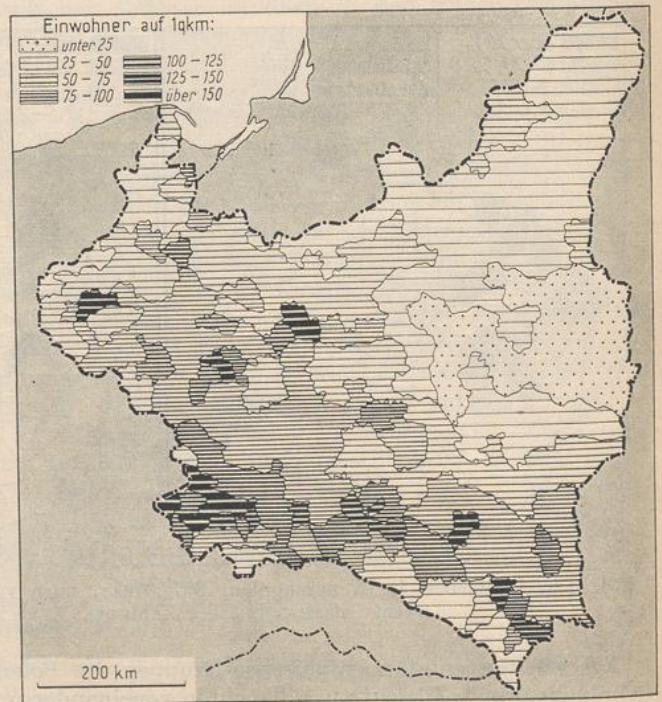 Einwohner auf 1qkm:
unter 25
25 – 50
50 – 75
75 – 100
100 – 125
125 – 150
über 150
200 km